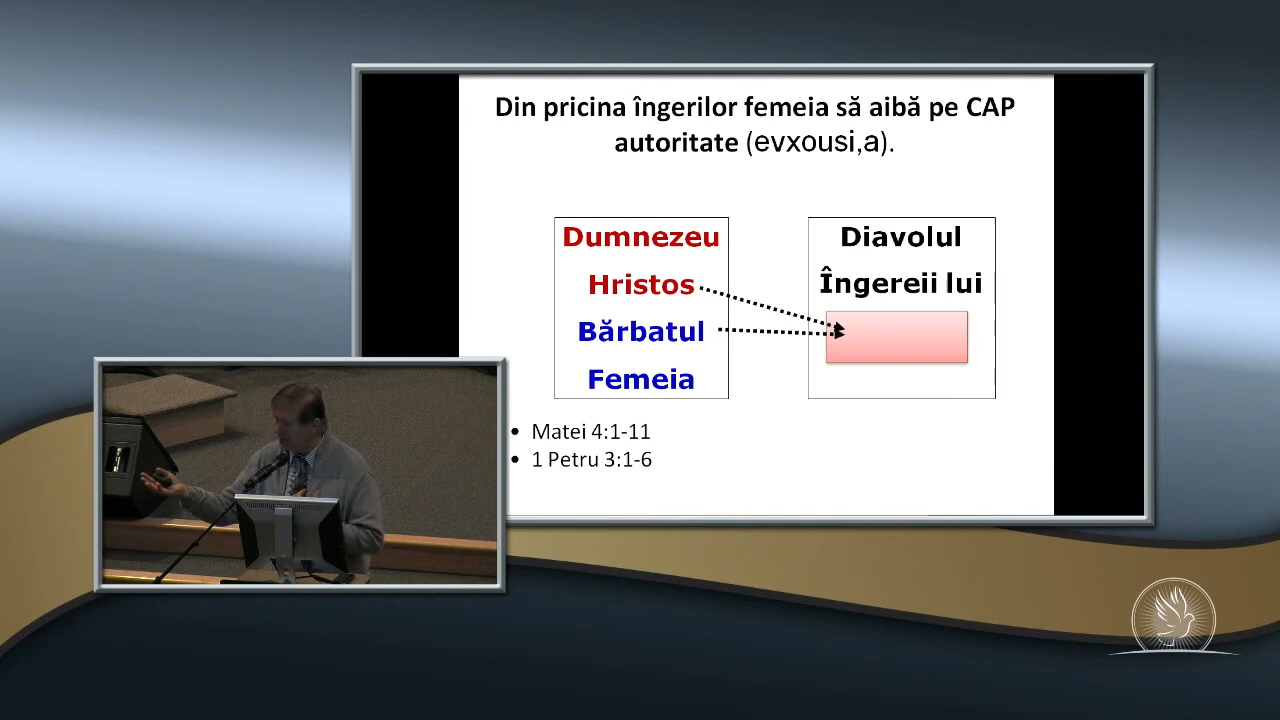 Din pricina îngerilor femeia să aibă pe CAP
autoritate (evxousi,a).
Dumnezeu
Hristos
Bărbatul
Femeia
Diavolul
Îngereii lui
• Matei 4:1-11
• 1 Petru 3:1-6